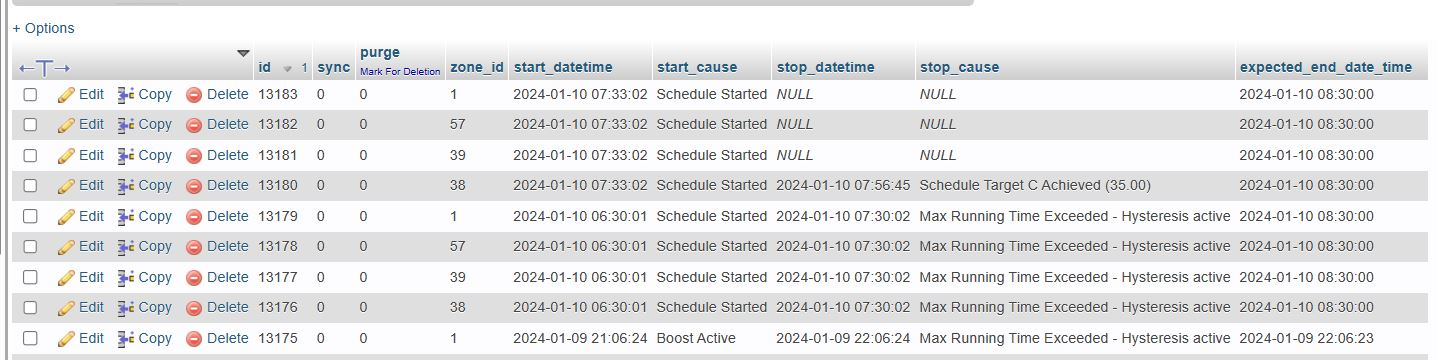 + Options
←T→ id 1 sync purge Mark For Deletion zone_id start_datetime start_cause stop_datetime stop_cause expected_end_date_time
Edit Copy Delete 13183 0 0 1 2024-01-10 07:33:02 Schedule Started NULL NULL 2024-01-10 08:30:00
Edit Copy Delete 13182 0 0 57 2024-01-10 07:33:02 Schedule Started NULL NULL 2024-01-10 08:30:00
Edit Copy Delete 13181 0 0 39 2024-01-10 07:33:02 Schedule Started NULL NULL 2024-01-10 08:30:00
Edit Copy Delete 13180 0 0 38 2024-01-10 07:33:02 Schedule Started 2024-01-10 07:56:45 Schedule Target C Achieved (35.00) 2024-01-10 08:30:00
Edit Copy Delete 13179 0 0 1 2024-01-10 06:30:01 Schedule Started 2024-01-10 07:30:02 Max Running Time Exceeded - Hysteresis active 2024-01-10 08:30:00
Edit Copy Delete 13178 0 0 57 2024-01-10 06:30:01 Schedule Started 2024-01-10 07:30:02 Max Running Time Exceeded - Hysteresis active 2024-01-10 08:30:00
Edit Copy Delete 13177 0 0 39 2024-01-10 06:30:01 Schedule Started 2024-01-10 07:30:02 Max Running Time Exceeded - Hysteresis active 2024-01-10 08:30:00
Edit Copy Delete 13176 0 0 38 2024-01-10 06:30:01 Schedule Started 2024-01-10 07:30:02 Max Running Time Exceeded - Hysteresis active 2024-01-10 08:30:00
Edit Copy Delete 13175 0 0 1 2024-01-09 21:06:24 Boost Active 2024-01-09 22:06:24 Max Running Time Exceeded - Hysteresis active 2024-01-09 22:06:23